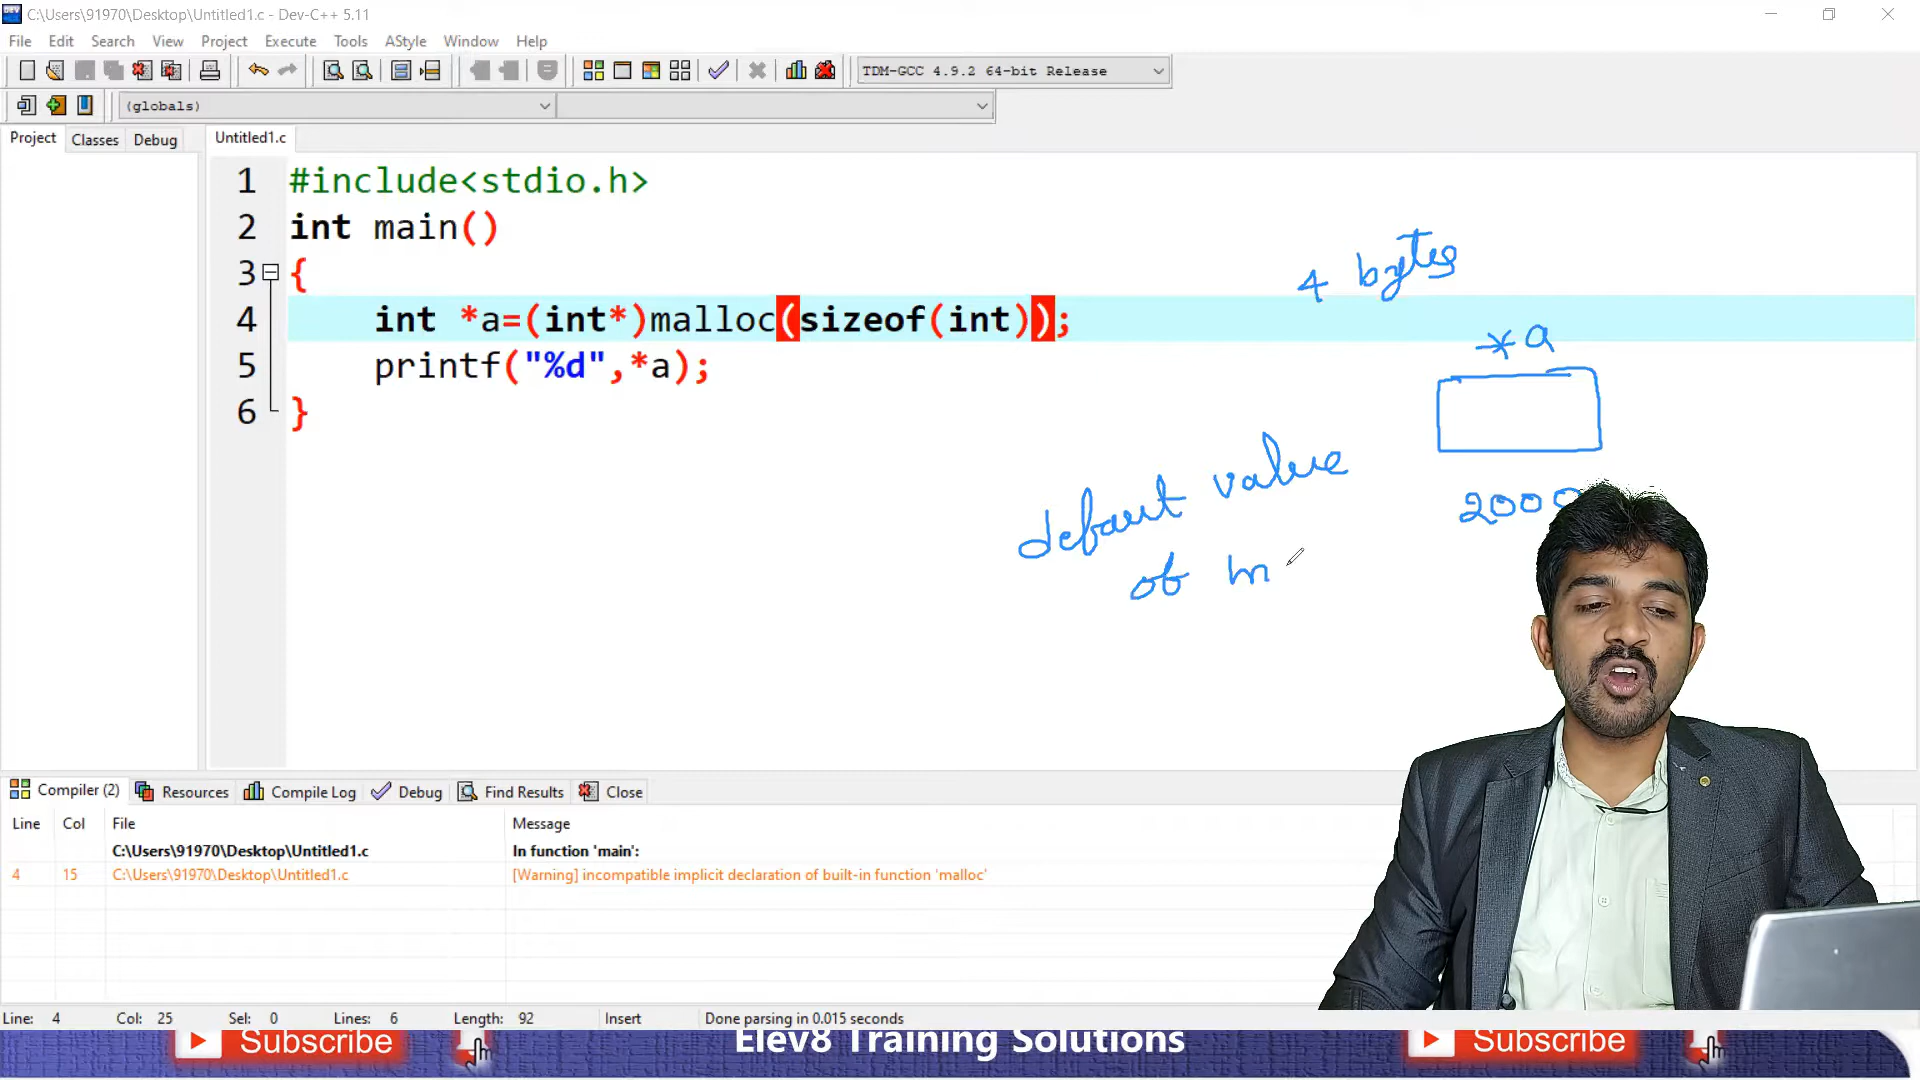 C:\Users\91970\Desktop\Untitled1.c - Dev-C++ 5.11
File Edit Search View Project Execute Tools AStyle Window Help
TDM-GCC 4.9.2 64-bit Release
(globals)
Project Classes Debug Untitled1.c
1 #include<stdio.h>
2 int main()
3 {
4 int *a=(int*)malloc(sizeof(int));
5 printf("%d",*a);
6 }
4 bytes
*a
default value
of m
2000
Compiler (2) Resources Compile Log Debug Find Results Close
Line Col File Message
C:\Users\91970\Desktop\Untitled1.c In function 'main':
4 15 C:\Users\91970\Desktop\Untitled1.c [Warning] incompatible implicit declaration of built-in function 'malloc'
Line: 4 Col: 25 Sel: 0 Lines: 6 Length: 92 Insert Done parsing in 0.015 seconds
Subscribe Elev8 Training Solutions Subscribe